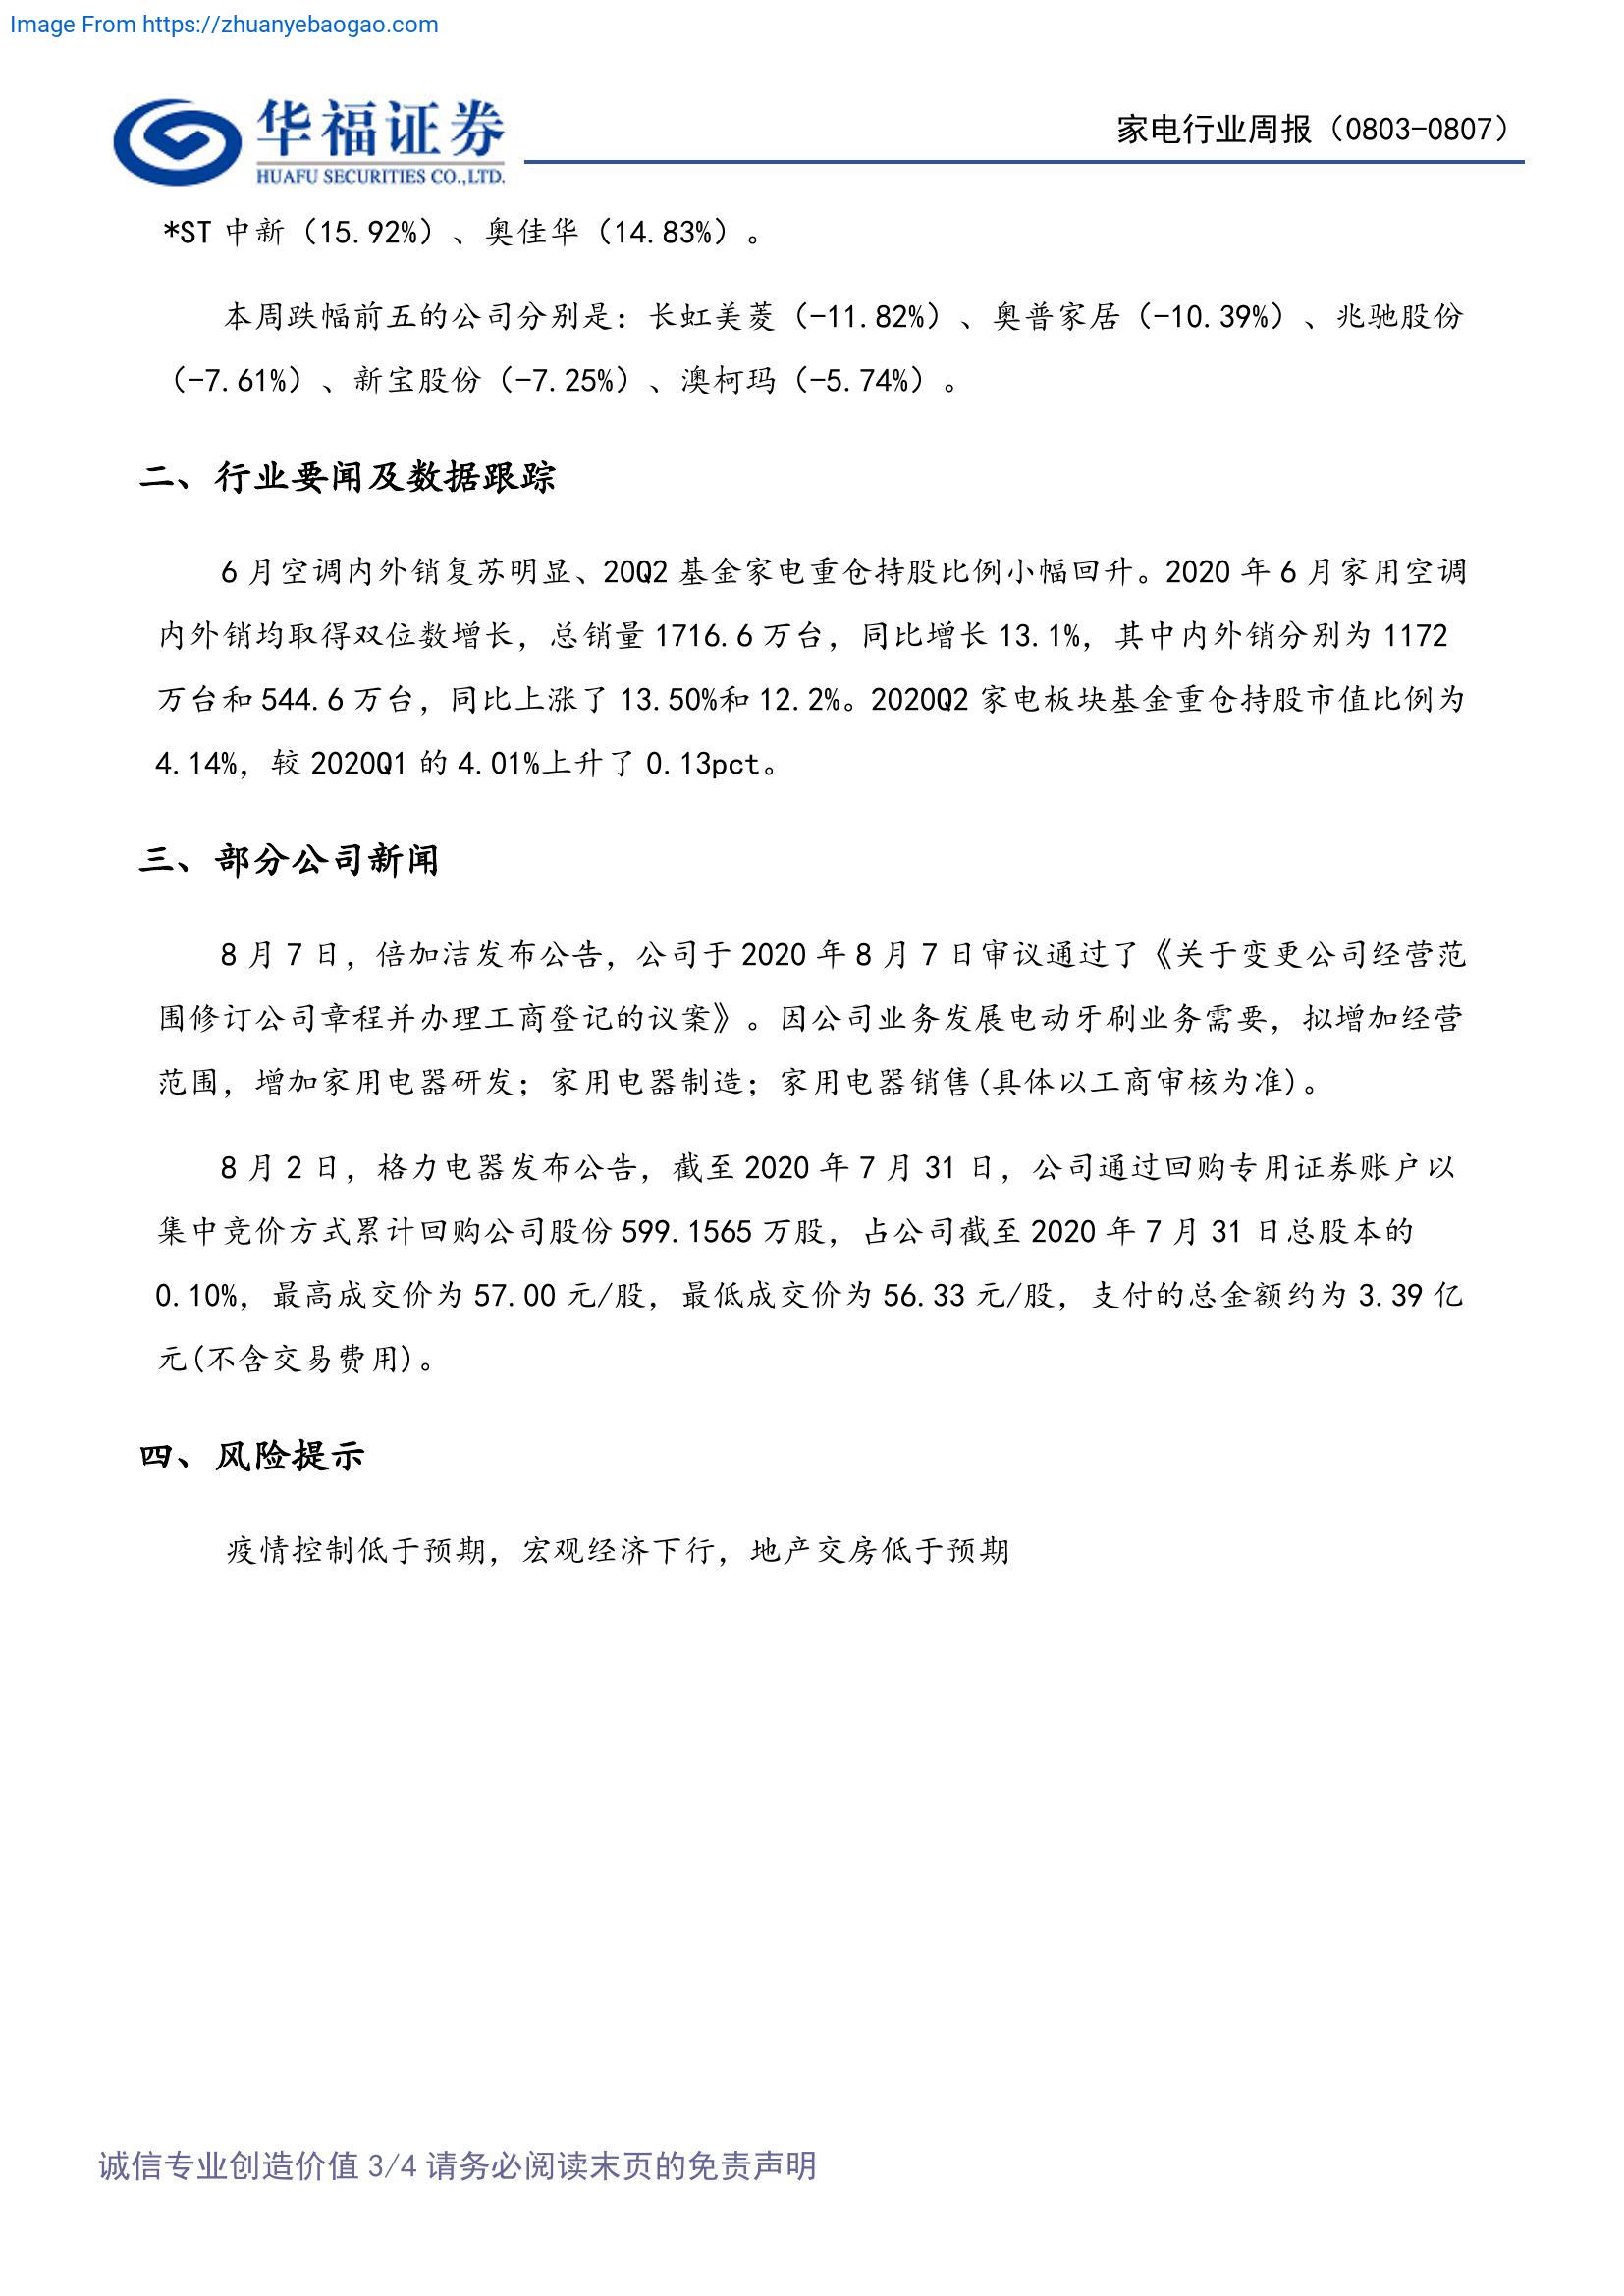 Image From https://zhuanyebaogao.com
华福证券
HUAFU SECURITIES CO.,LTD.
家电行业周报（0803-0807）
*ST 中新（15.92%）、奥佳华（14.83%）。
本周跌幅前五的公司分别是：长虹美菱（-11.82%）、奥普家居（-10.39%）、兆驰股份
（-7.61%）、新宝股份（-7.25%）、澳柯玛（-5.74%）。
二、行业要闻及数据跟踪
6 月空调内外销复苏明显、20Q2 基金家电重仓持股比例小幅回升。2020 年 6 月家用空调
内外销均取得双位数增长，总销量 1716.6 万台，同比增长 13.1%，其中内外销分别为 1172
万台和 544.6 万台，同比上涨了 13.50%和 12.2%。2020Q2 家电板块基金重仓持股市值比例为
4.14%，较 2020Q1 的 4.01%上升了 0.13pct。
三、部分公司新闻
8 月 7 日，倍加洁发布公告，公司于 2020 年 8 月 7 日审议通过了《关于变更公司经营范
围修订公司章程并办理工商登记的议案》。因公司业务发展电动牙刷业务需要，拟增加经营
范围，增加家用电器研发；家用电器制造；家用电器销售(具体以工商审核为准)。
8 月 2 日，格力电器发布公告，截至 2020 年 7 月 31 日，公司通过回购专用证券账户以
集中竞价方式累计回购公司股份 599.1565 万股，占公司截至 2020 年 7 月 31 日总股本的
0.10%，最高成交价为 57.00 元/股，最低成交价为 56.33 元/股，支付的总金额约为 3.39 亿
元(不含交易费用)。
四、风险提示
疫情控制低于预期，宏观经济下行，地产交房低于预期
诚信专业创造价值 3/4 请务必阅读末页的免责声明